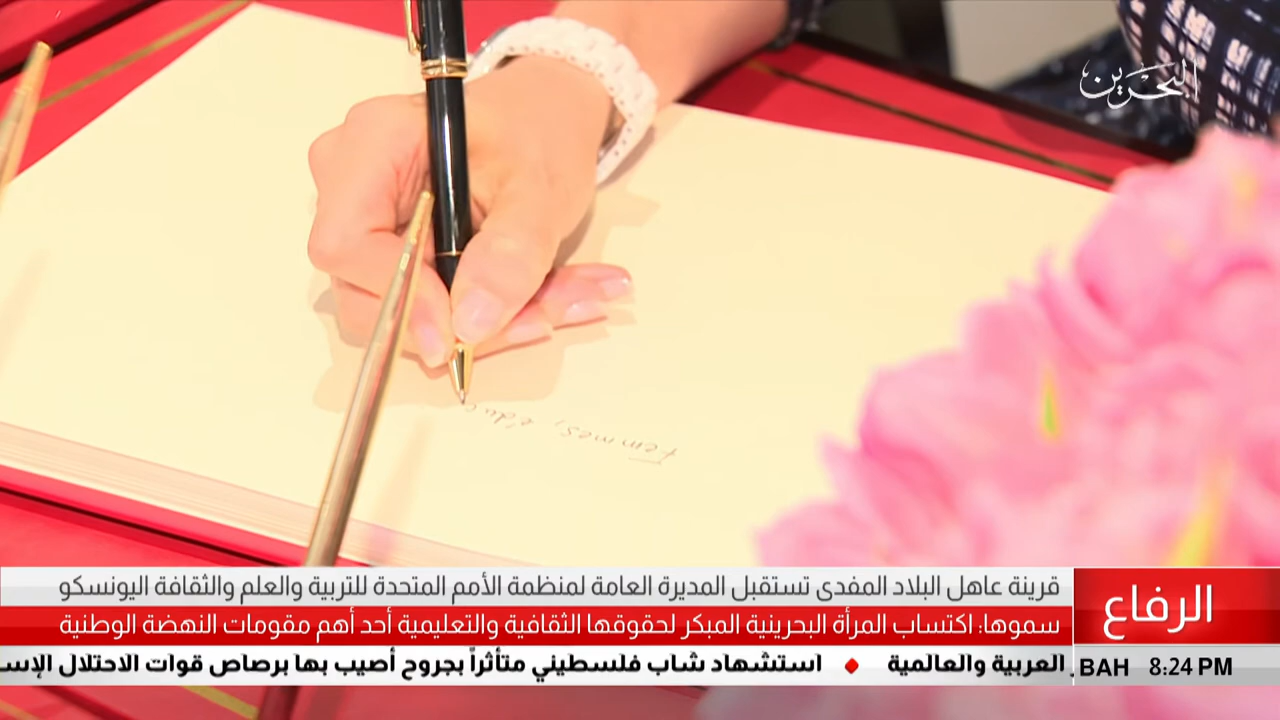 البحرين
Femmes, édu
قرينة عاهل البلاد المفدى تستقبل المديرة العامة لمنظمة الأمم المتحدة للتربية والعلم والثقافة اليونسكو
الرفاع
سموها: اكتساب المرأة البحرينية المبكر لحقوقها الثقافية والتعليمية أحد أهم مقومات النهضة الوطنية
العربية والعالمية ♦ استشهاد شاب فلسطيني متأثراً بجروح أصيب بها برصاص قوات الاحتلال
BAH 8:24 PM